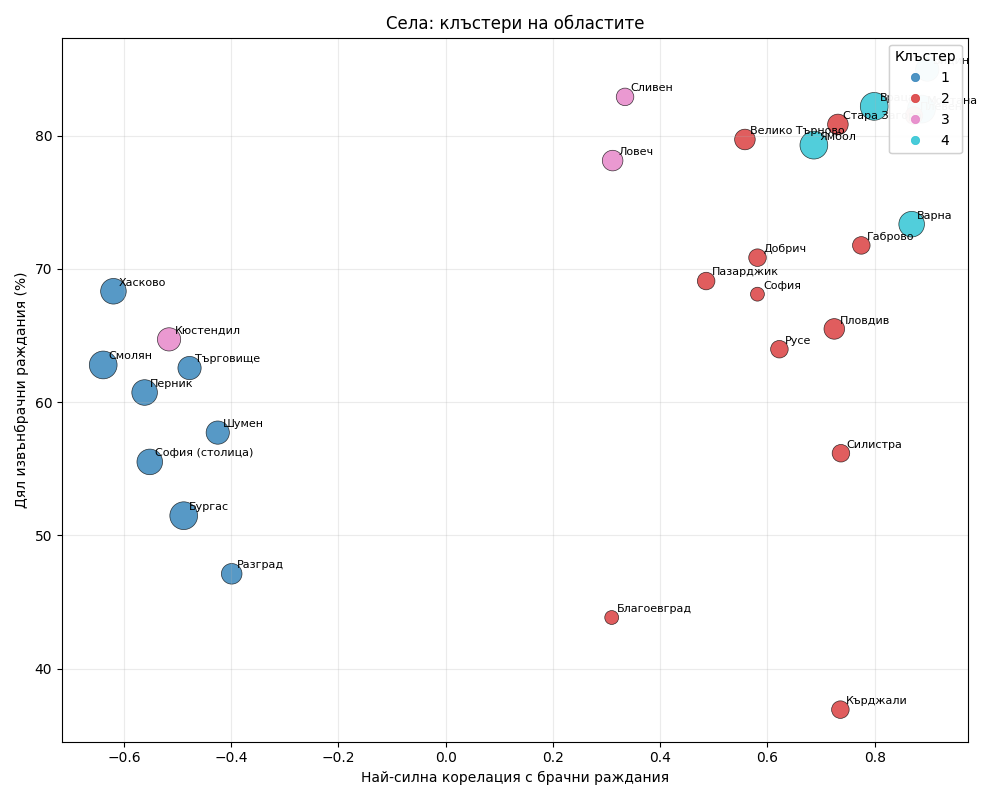 Села: клъстери на областите
Клъстер
1
2
3
4
Сливен
Стара
Велико Търново
Ямбол
Ловеч
Варна
Габрово
Добрич
Пазарджик
София
Хасково
Пловдив
Кюстендил
Русе
Смолян
Търговище
Перник
Шумен
София (столица)
Силистра
Бургас
Разград
Благоевград
Кърджали
Дял извънбрачни раждания (%)
80
70
60
50
40
−0.6
−0.4
−0.2
0.0
0.2
0.4
0.6
0.8
Най-силна корелация с брачни раждания